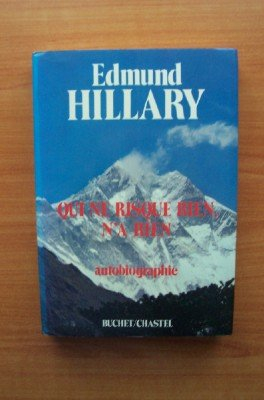 Edmund
HILLARY
QUI NE RISQUE RIEN
N'A RIEN
autobiographie
BUCHET/CHASTEL